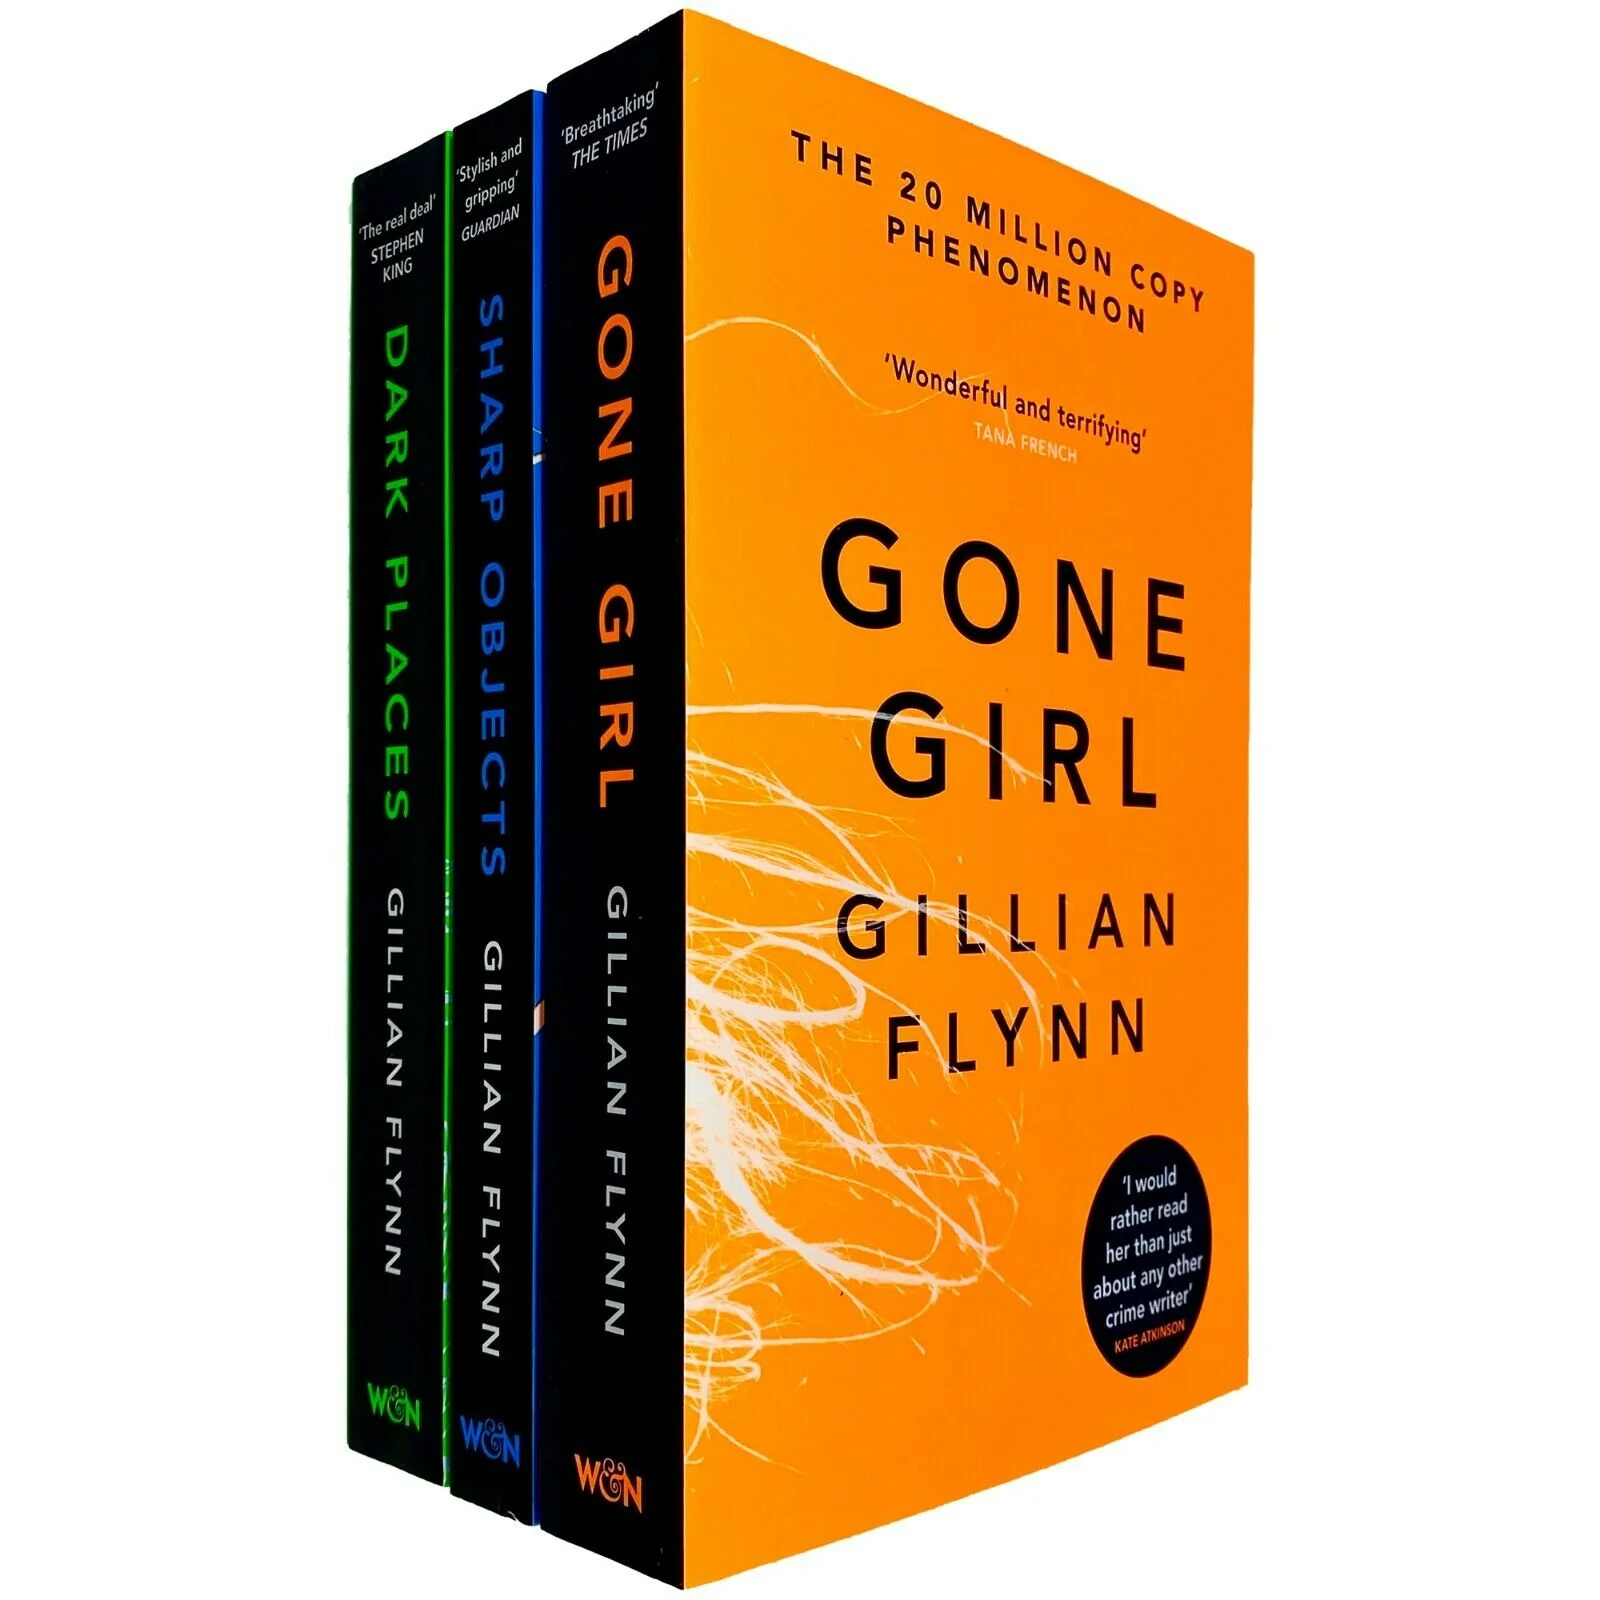 'The real deal'
STEPHEN
KING
DARK PLACES
GILLIAN FLYNN
W&N
'Stylish and
gripping'
GUARDIAN
SHARP OBJECTS
GILLIAN FLYNN
W&N
'Breathtaking'
THE TIMES
GONE GIRL
GILLIAN FLYNN
W&N
THE 20 MILLION COPY
PHENOMENON
'Wonderful and terrifying'
TANA FRENCH
GONE
GIRL
GILLIAN
FLYNN
'I would
rather read
her than just
about any other
crime writer'
KATE ATKINSON